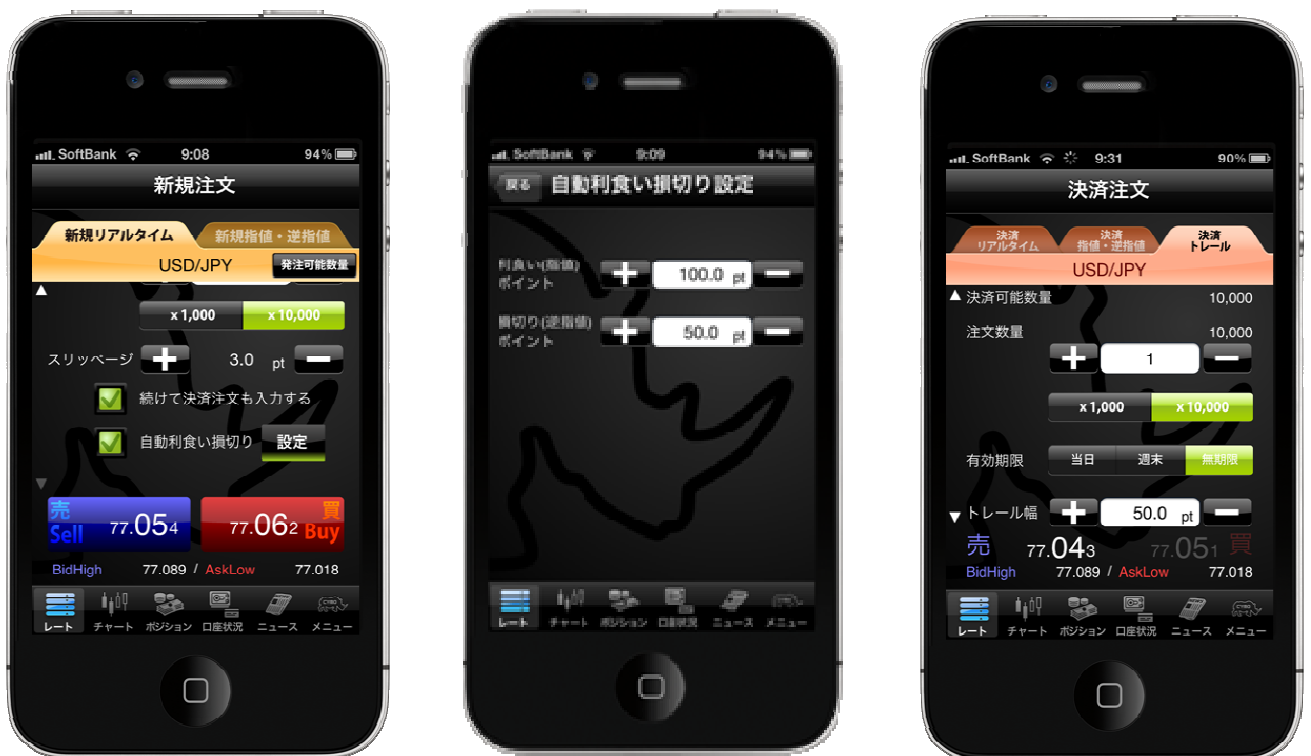 SoftBank 9:08 94%
新規注文
新規リアルタイム 新規指値・逆指値
USD/JPY 発注可能数量
x 1,000 x 10,000
スリッページ 3.0 pt
続けて決済注文も入力する
自動利食い損切り 設定
売 Sell 77.054 77.062 買 Buy
BidHigh 77.089 / AskLow 77.018
レート チャート ポジション 口座状況 ニュース メニュー
SoftBank 9:09 94%
戻る 自動利食い損切り設定
利食い(指値)
ポイント 100.0 pt
損切り(逆指値)
ポイント 50.0 pt
レート チャート ポジション 口座状況 ニュース メニュー
SoftBank 9:31 90%
決済注文
決済 リアルタイム 決済 指値・逆指値 決済 トレール
USD/JPY
決済可能数量 10,000
注文数量 10,000
1
x 1,000 x 10,000
有効期限 当日 週末 無期限
トレール幅 50.0 pt
売 77.043 77.051 買
BidHigh 77.089 / AskLow 77.018
レート チャート ポジション 口座状況 ニュース メニュー